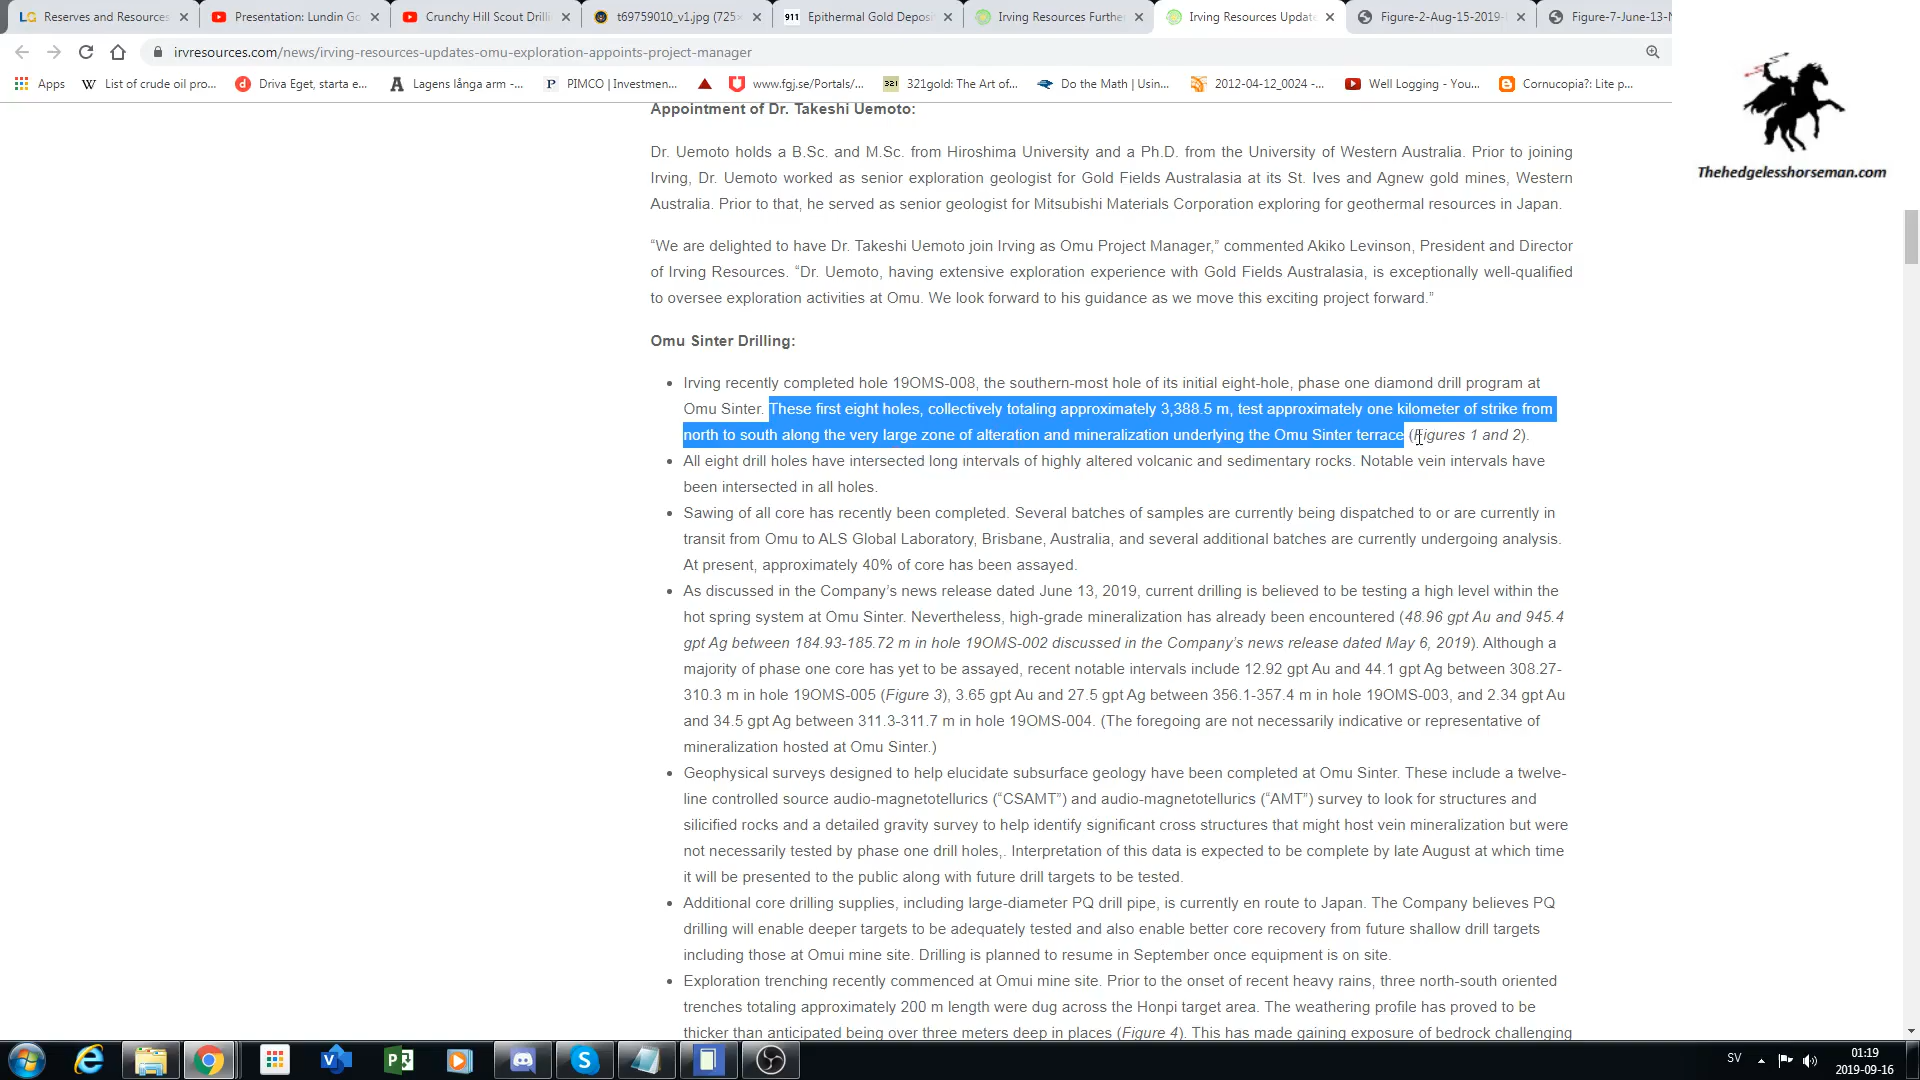 Reserves and Resources
Presentation: Lundin Go
Crunchy Hill Scout Drilli
t69759010_v1.jpg (725×
911 Epithermal Gold Deposi
Irving Resources Furthe
Irving Resources Updat
Figure-2-Aug-15-2019-
Figure-7-June-13-N
irvresources.com/news/irving-resources-updates-omu-exploration-appoints-project-manager
Apps
List of crude oil pro...
Driva Eget, starta e...
Lagens långa arm -...
PIMCO | Investmen...
www.fgj.se/Portals/...
321 321gold: The Art of...
Do the Math | Usin...
2012-04-12_0024 -...
Well Logging - You...
Cornucopia?: Lite p...
Thehedgelesshorseman.com
Appointment of Dr. Takeshi Uemoto:
Dr. Uemoto holds a B.Sc. and M.Sc. from Hiroshima University and a Ph.D. from the University of Western Australia. Prior to joining
Irving, Dr. Uemoto worked as senior exploration geologist for Gold Fields Australasia at its St. Ives and Agnew gold mines, Western
Australia. Prior to that, he served as senior geologist for Mitsubishi Materials Corporation exploring for geothermal resources in Japan.
“We are delighted to have Dr. Takeshi Uemoto join Irving as Omu Project Manager,” commented Akiko Levinson, President and Director
of Irving Resources. “Dr. Uemoto, having extensive exploration experience with Gold Fields Australasia, is exceptionally well-qualified
to oversee exploration activities at Omu. We look forward to his guidance as we move this exciting project forward.”
Omu Sinter Drilling:
• Irving recently completed hole 19OMS-008, the southern-most hole of its initial eight-hole, phase one diamond drill program at
Omu Sinter. These first eight holes, collectively totaling approximately 3,388.5 m, test approximately one kilometer of strike from
north to south along the very large zone of alteration and mineralization underlying the Omu Sinter terrace (Figures 1 and 2).
• All eight drill holes have intersected long intervals of highly altered volcanic and sedimentary rocks. Notable vein intervals have
been intersected in all holes.
• Sawing of all core has recently been completed. Several batches of samples are currently being dispatched to or are currently in
transit from Omu to ALS Global Laboratory, Brisbane, Australia, and several additional batches are currently undergoing analysis.
At present, approximately 40% of core has been assayed.
• As discussed in the Company’s news release dated June 13, 2019, current drilling is believed to be testing a high level within the
hot spring system at Omu Sinter. Nevertheless, high-grade mineralization has already been encountered (48.96 gpt Au and 945.4
gpt Ag between 184.93-185.72 m in hole 19OMS-002 discussed in the Company’s news release dated May 6, 2019). Although a
majority of phase one core has yet to be assayed, recent notable intervals include 12.92 gpt Au and 44.1 gpt Ag between 308.27-
310.3 m in hole 19OMS-005 (Figure 3), 3.65 gpt Au and 27.5 gpt Ag between 356.1-357.4 m in hole 19OMS-003, and 2.34 gpt Au
and 34.5 gpt Ag between 311.3-311.7 m in hole 19OMS-004. (The foregoing are not necessarily indicative or representative of
mineralization hosted at Omu Sinter.)
• Geophysical surveys designed to help elucidate subsurface geology have been completed at Omu Sinter. These include a twelve-
line controlled source audio-magnetotellurics (“CSAMT”) and audio-magnetotellurics (“AMT”) survey to look for structures and
silicified rocks and a detailed gravity survey to help identify significant cross structures that might host vein mineralization but were
not necessarily tested by phase one drill holes,. Interpretation of this data is expected to be complete by late August at which time
it will be presented to the public along with future drill targets to be tested.
• Additional core drilling supplies, including large-diameter PQ drill pipe, is currently en route to Japan. The Company believes PQ
drilling will enable deeper targets to be adequately tested and also enable better core recovery from future shallow drill targets
including those at Omui mine site. Drilling is planned to resume in September once equipment is on site.
• Exploration trenching recently commenced at Omui mine site. Prior to the onset of recent heavy rains, three north-south oriented
trenches totaling approximately 200 m length were dug across the Honpi target area. The weathering profile has proved to be
thicker than anticipated being over three meters deep in places (Figure 4). This has made gaining exposure of bedrock challenging
SV
01:19
2019-09-16